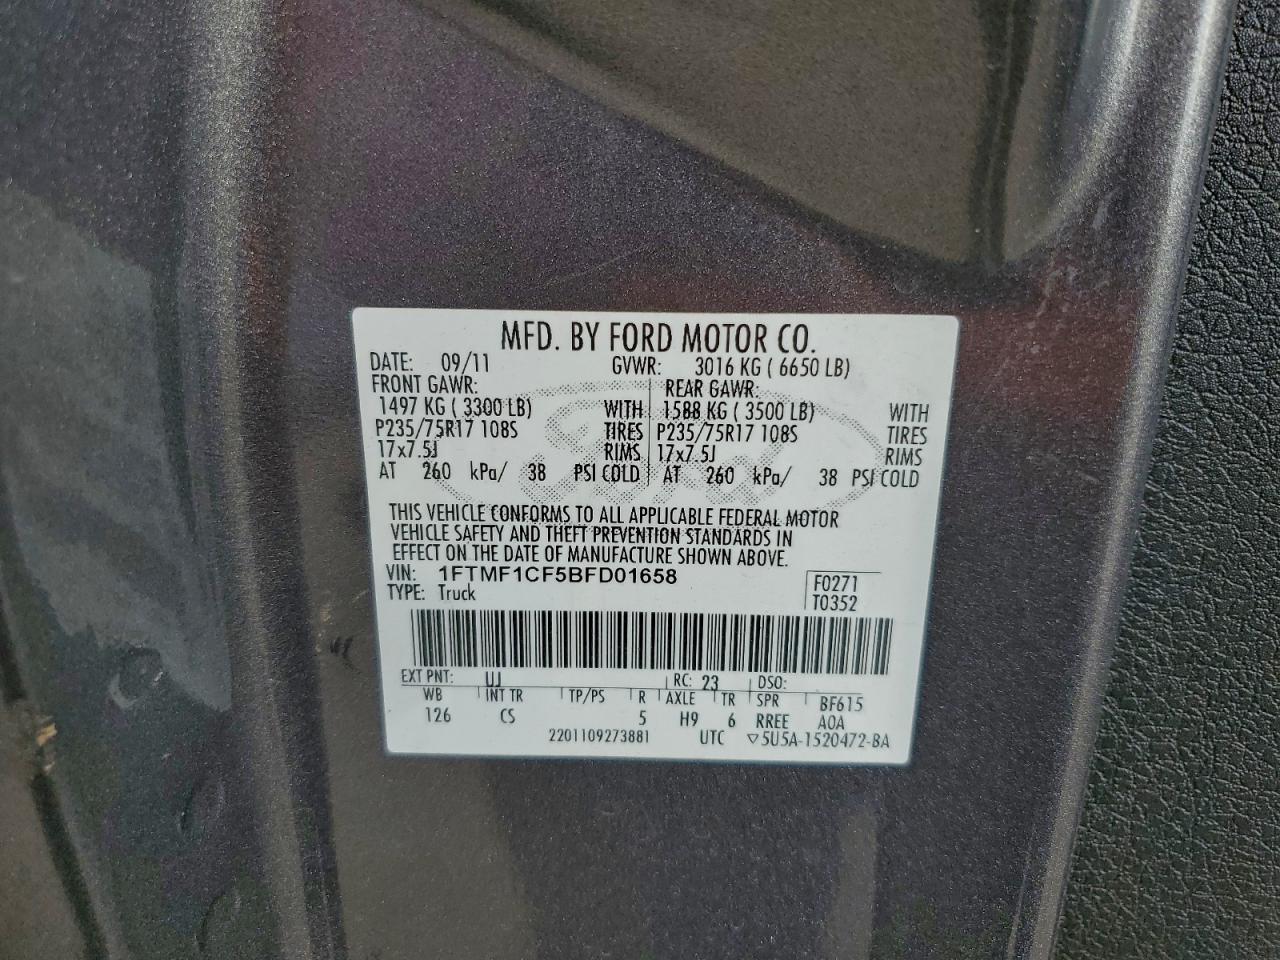 MFD. BY FORD MOTOR CO.
DATE: 09/11 GVWR: 3016 KG ( 6650 LB)
FRONT GAWR: REAR GAWR:
1497 KG ( 3300 LB) WITH 1588 KG ( 3500 LB) WITH
P235/75R17 108S TIRES P235/75R17 108S TIRES
17x7.5J RIMS 17x7.5J RIMS
AT 260 kPa/ 38 PSI COLD AT 260 kPa/ 38 PSI COLD
Ford
THIS VEHICLE CONFORMS TO ALL APPLICABLE FEDERAL MOTOR
VEHICLE SAFETY AND THEFT PREVENTION STANDARDS IN
EFFECT ON THE DATE OF MANUFACTURE SHOWN ABOVE.
VIN: 1FTMF1CF5BFD01658 F0271
TYPE: Truck T0352
EXT PNT: UJ RC: 23 DSO:
WB INT TR TP/PS R AXLE TR SPR BF615
126 CS 5 H9 6 RREE A0A
2201109273881 UTC ▽5U5A-1520472-BA